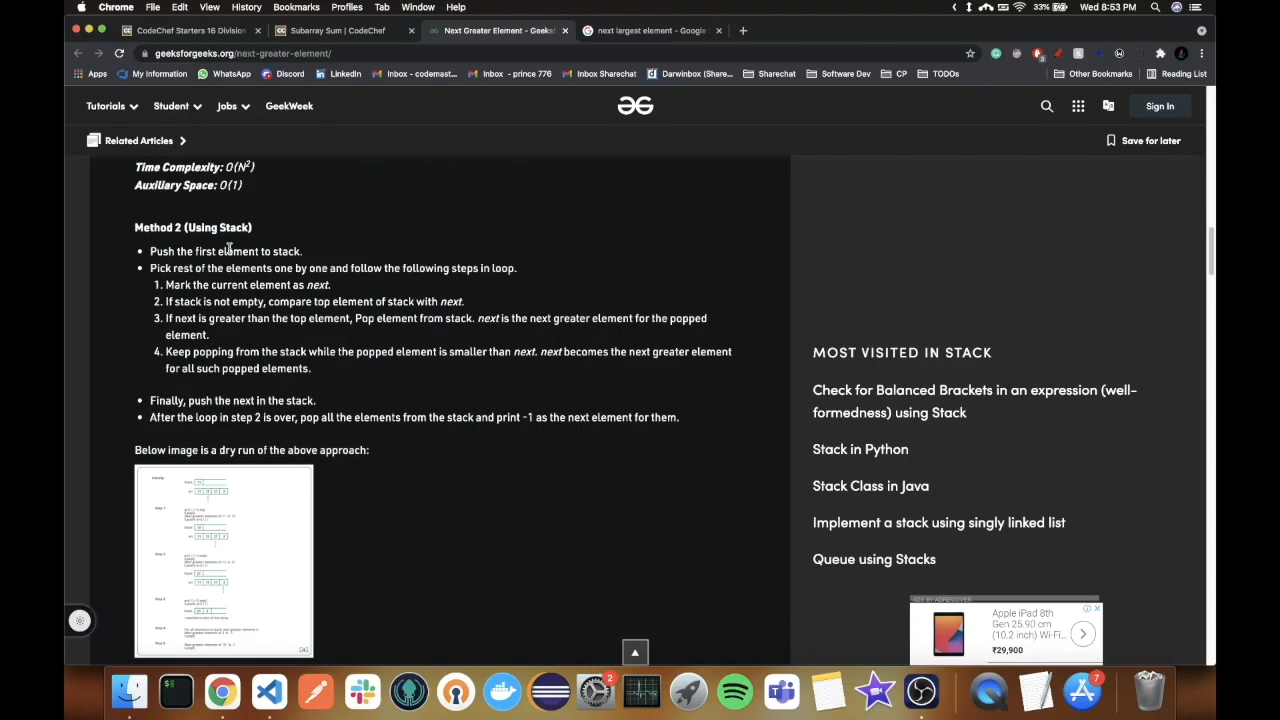 Chrome File Edit View History Bookmarks Profiles Tab Window Help 33% Wed 8:53 PM
CodeChef Starters 16 Division Subarray Sum | CodeChef Next Greater Element - Geeksf next largest element - Google
geeksforgeeks.org/next-greater-element/
Apps My Information WhatsApp Discord LinkedIn Inbox - codemast... Inbox - prince 776 Inbox Sharechat Darwinbox (Share... Sharechat Software Dev CP TODOs Other Bookmarks Reading List
Tutorials Student Jobs GeekWeek Sign In
Related Articles Save for later
Time Complexity: O(N²)
Auxiliary Space: O(1)
Method 2 (Using Stack)
• Push the first element to stack.
• Pick rest of the elements one by one and follow the following steps in loop.
1. Mark the current element as next.
2. If stack is not empty, compare top element of stack with next.
3. If next is greater than the top element, Pop element from stack. next is the next greater element for the popped
element.
4. Keep popping from the stack while the popped element is smaller than next. next becomes the next greater element
for all such popped elements.
• Finally, push the next in the stack.
• After the loop in step 2 is over, pop all the elements from the stack and print -1 as the next element for them.
Below image is a dry run of the above approach:
MOST VISITED IN STACK
Check for Balanced Brackets in an expression (well-
formedness) using Stack
Stack in Python
Stack Class in Java
Implement a stack using singly linked list
Queue using Stacks
ADS BY ADRECOVER
Apple iPad 8th
Gen 25.90 cm
(10.2 inch) Wi-
₹29,900
2
7